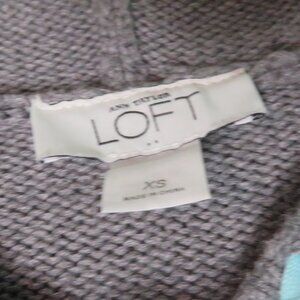 ANN TAYLOR
LOFT
XS
MADE IN CHINA